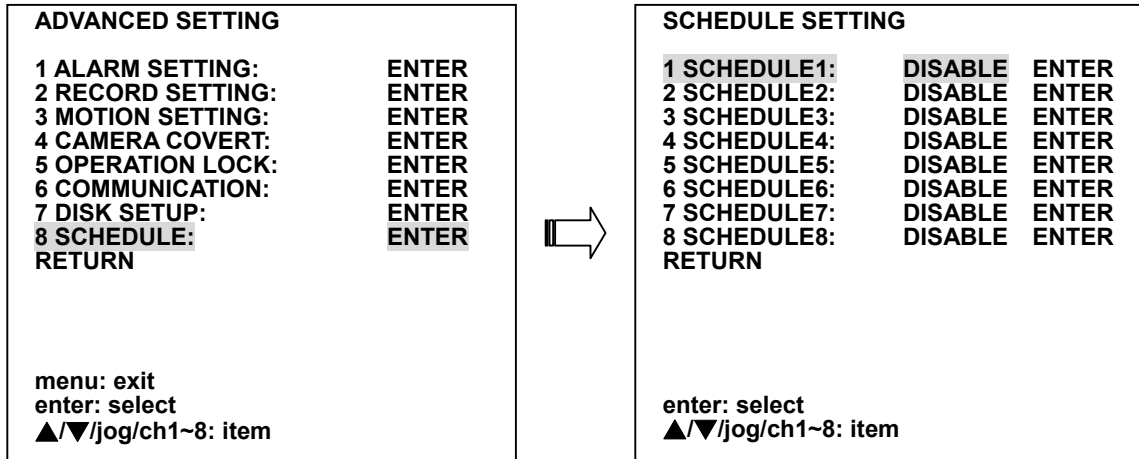 ADVANCED SETTING
1 ALARM SETTING: ENTER
2 RECORD SETTING: ENTER
3 MOTION SETTING: ENTER
4 CAMERA COVERT: ENTER
5 OPERATION LOCK: ENTER
6 COMMUNICATION: ENTER
7 DISK SETUP: ENTER
8 SCHEDULE: ENTER
RETURN
menu: exit
enter: select
▲/▼/jog/ch1~8: item
SCHEDULE SETTING
1 SCHEDULE1: DISABLE ENTER
2 SCHEDULE2: DISABLE ENTER
3 SCHEDULE3: DISABLE ENTER
4 SCHEDULE4: DISABLE ENTER
5 SCHEDULE5: DISABLE ENTER
6 SCHEDULE6: DISABLE ENTER
7 SCHEDULE7: DISABLE ENTER
8 SCHEDULE8: DISABLE ENTER
RETURN
enter: select
▲/▼/jog/ch1~8: item